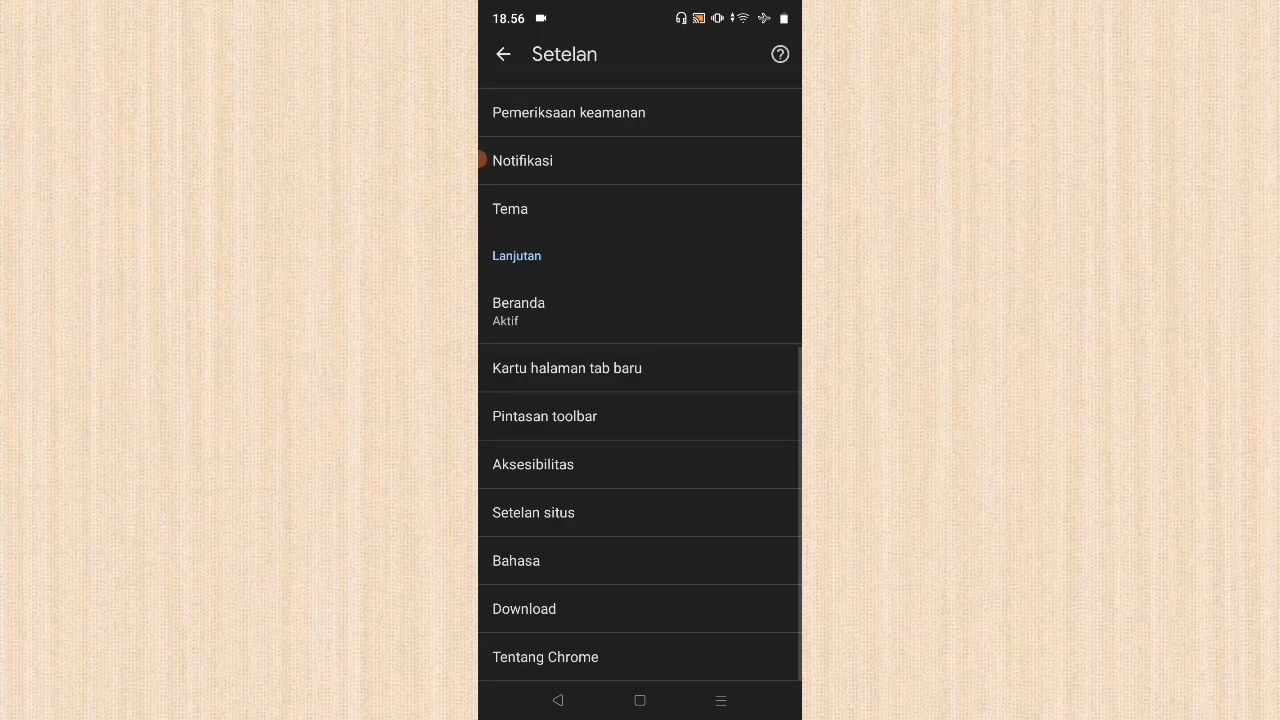 18.56
Setelan
Pemeriksaan keamanan
Notifikasi
Tema
Lanjutan
Beranda
Aktif
Kartu halaman tab baru
Pintasan toolbar
Aksesibilitas
Setelan situs
Bahasa
Download
Tentang Chrome